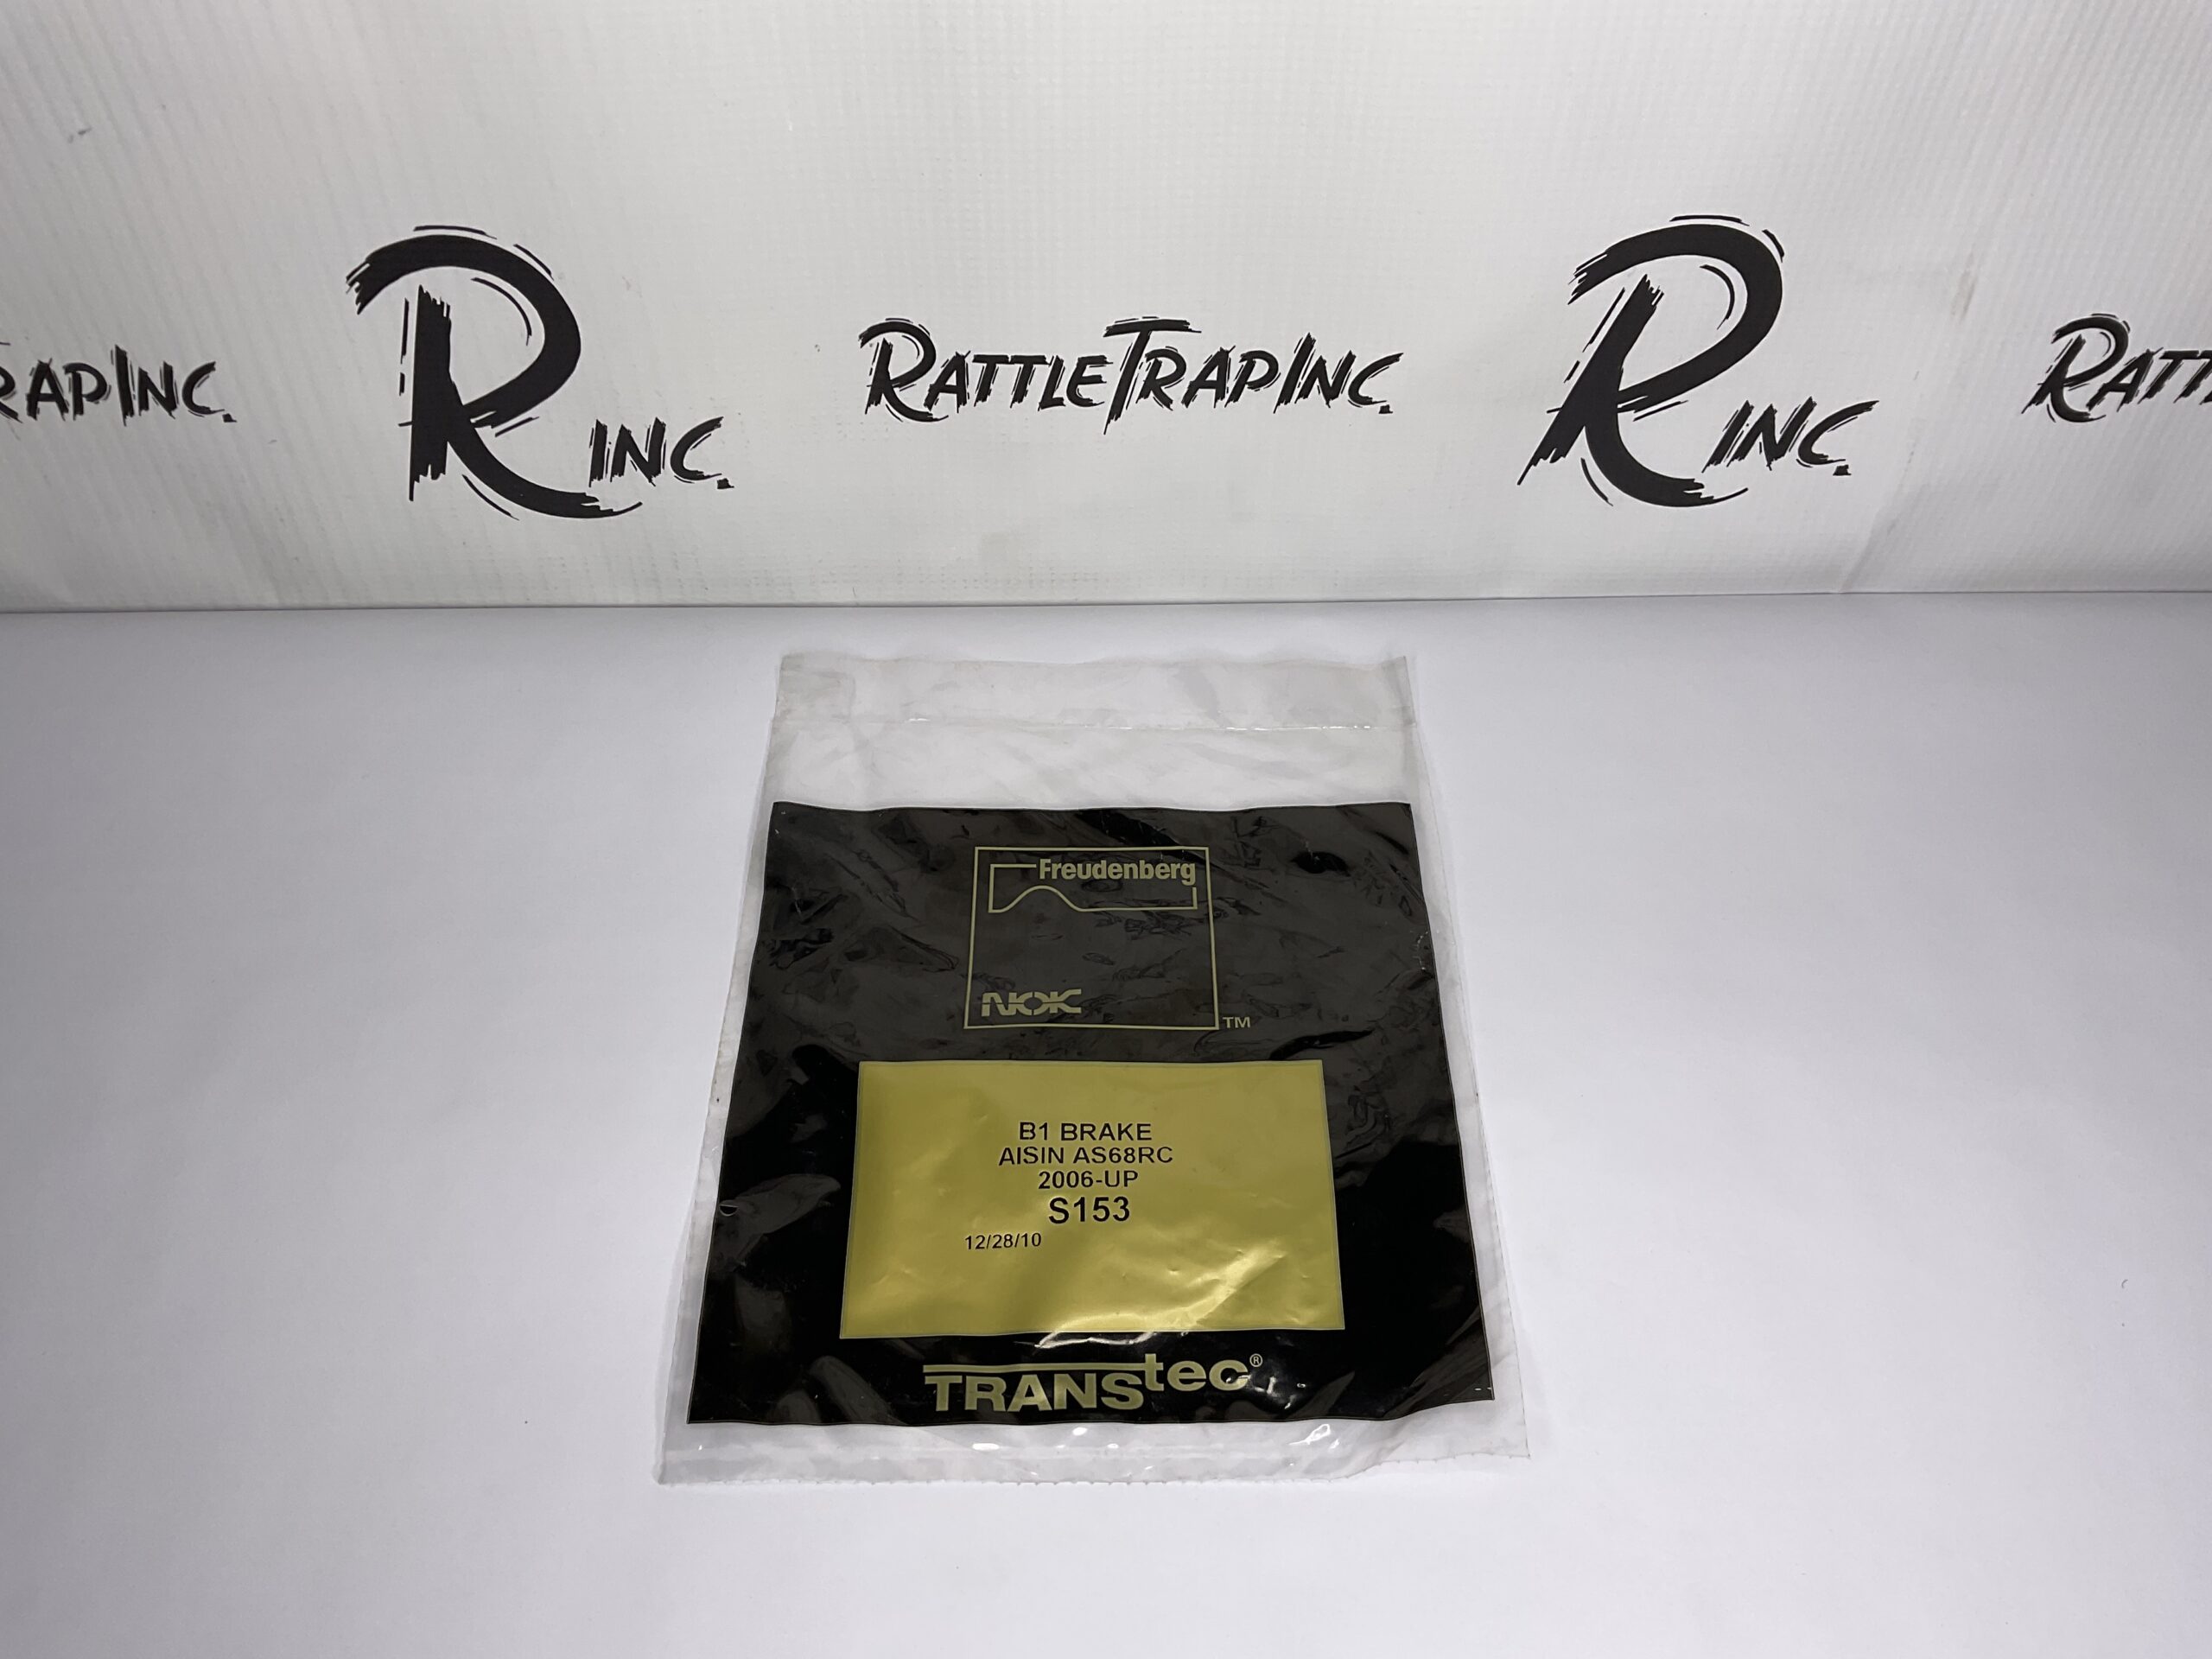 RAPINC.
R INC.
RATTLETRAPINC.
R INC.
RATT
Freudenberg
NOK
TM
B1 BRAKE
AISIN AS68RC
2006-UP
S153
12/28/10
TRANStec®